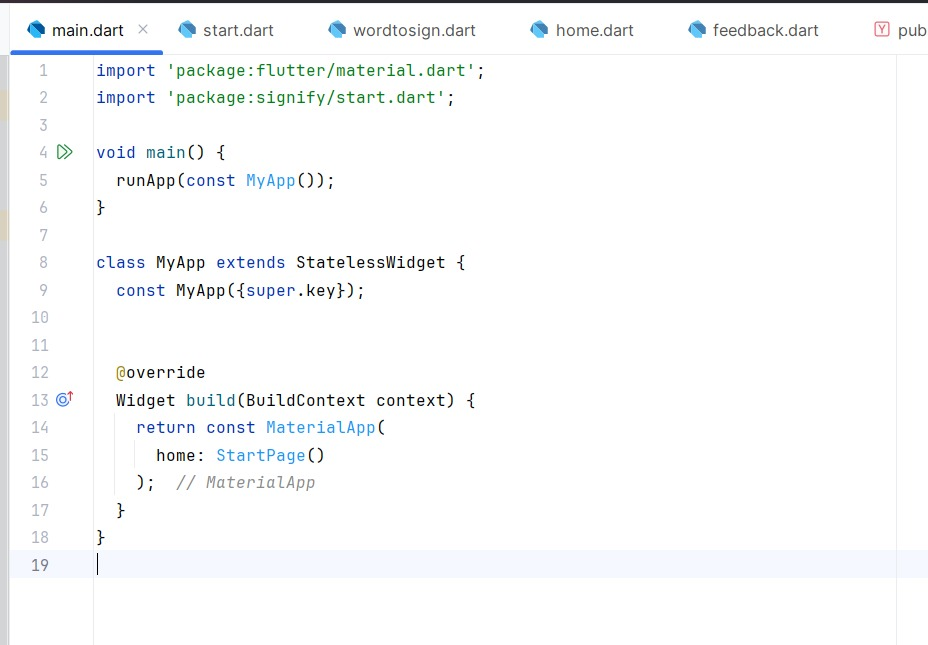 main.dart start.dart wordtosign.dart home.dart feedback.dart pub
1 import 'package:flutter/material.dart';
2 import 'package:signify/start.dart';
3
4 void main() {
5   runApp(const MyApp());
6 }
7
8 class MyApp extends StatelessWidget {
9   const MyApp({super.key});
10
11
12   @override
13   Widget build(BuildContext context) {
14     return const MaterialApp(
15       home: StartPage()
16     );  // MaterialApp
17   }
18 }
19